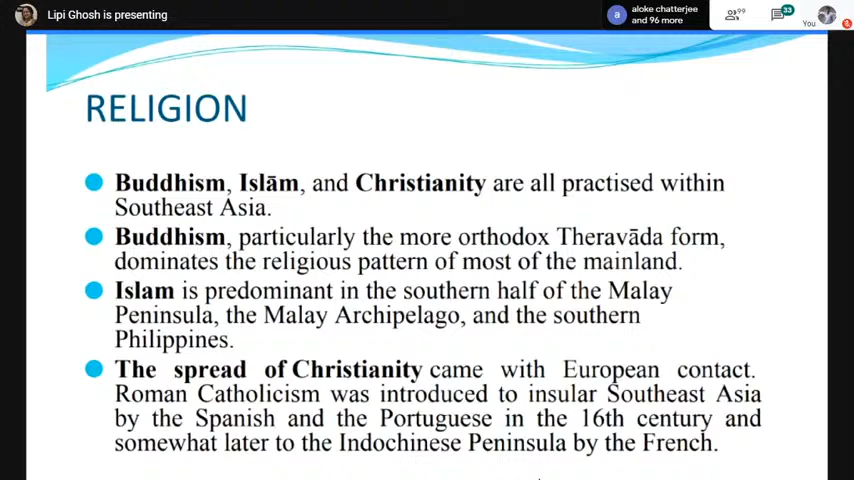 Lipi Ghosh is presenting
a
aloke chatterjee
and 96 more
99
33
You
RELIGION
Buddhism, Islām, and Christianity are all practised within
Southeast Asia.
Buddhism, particularly the more orthodox Theravāda form,
dominates the religious pattern of most of the mainland.
Islam is predominant in the southern half of the Malay
Peninsula, the Malay Archipelago, and the southern
Philippines.
The spread of Christianity came with European contact.
Roman Catholicism was introduced to insular Southeast Asia
by the Spanish and the Portuguese in the 16th century and
somewhat later to the Indochinese Peninsula by the French.